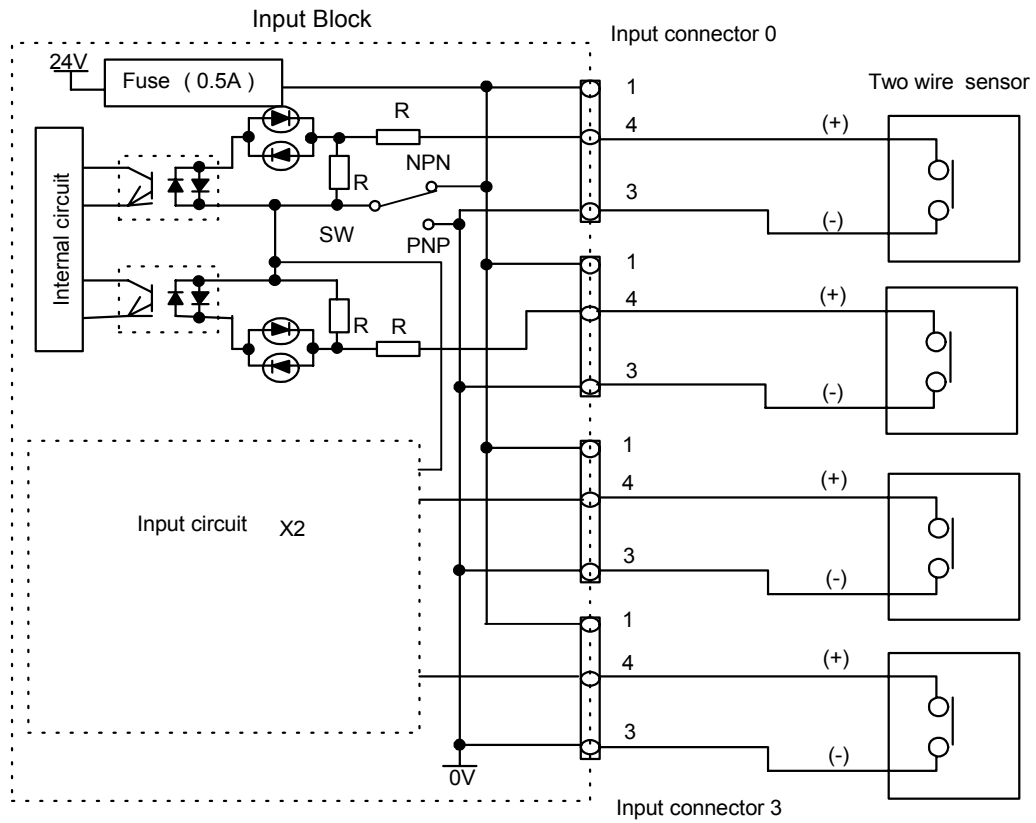 Input Block
Input connector 0
24V
Fuse ( 0.5A )
1
Two wire sensor
R
4
(+)
NPN
R
3
SW
PNP
(-)
Internal circuit
1
4
(+)
R
R
3
(-)
1
4
(+)
Input circuit X2
3
(-)
1
4
(+)
3
(-)
0V
Input connector 3